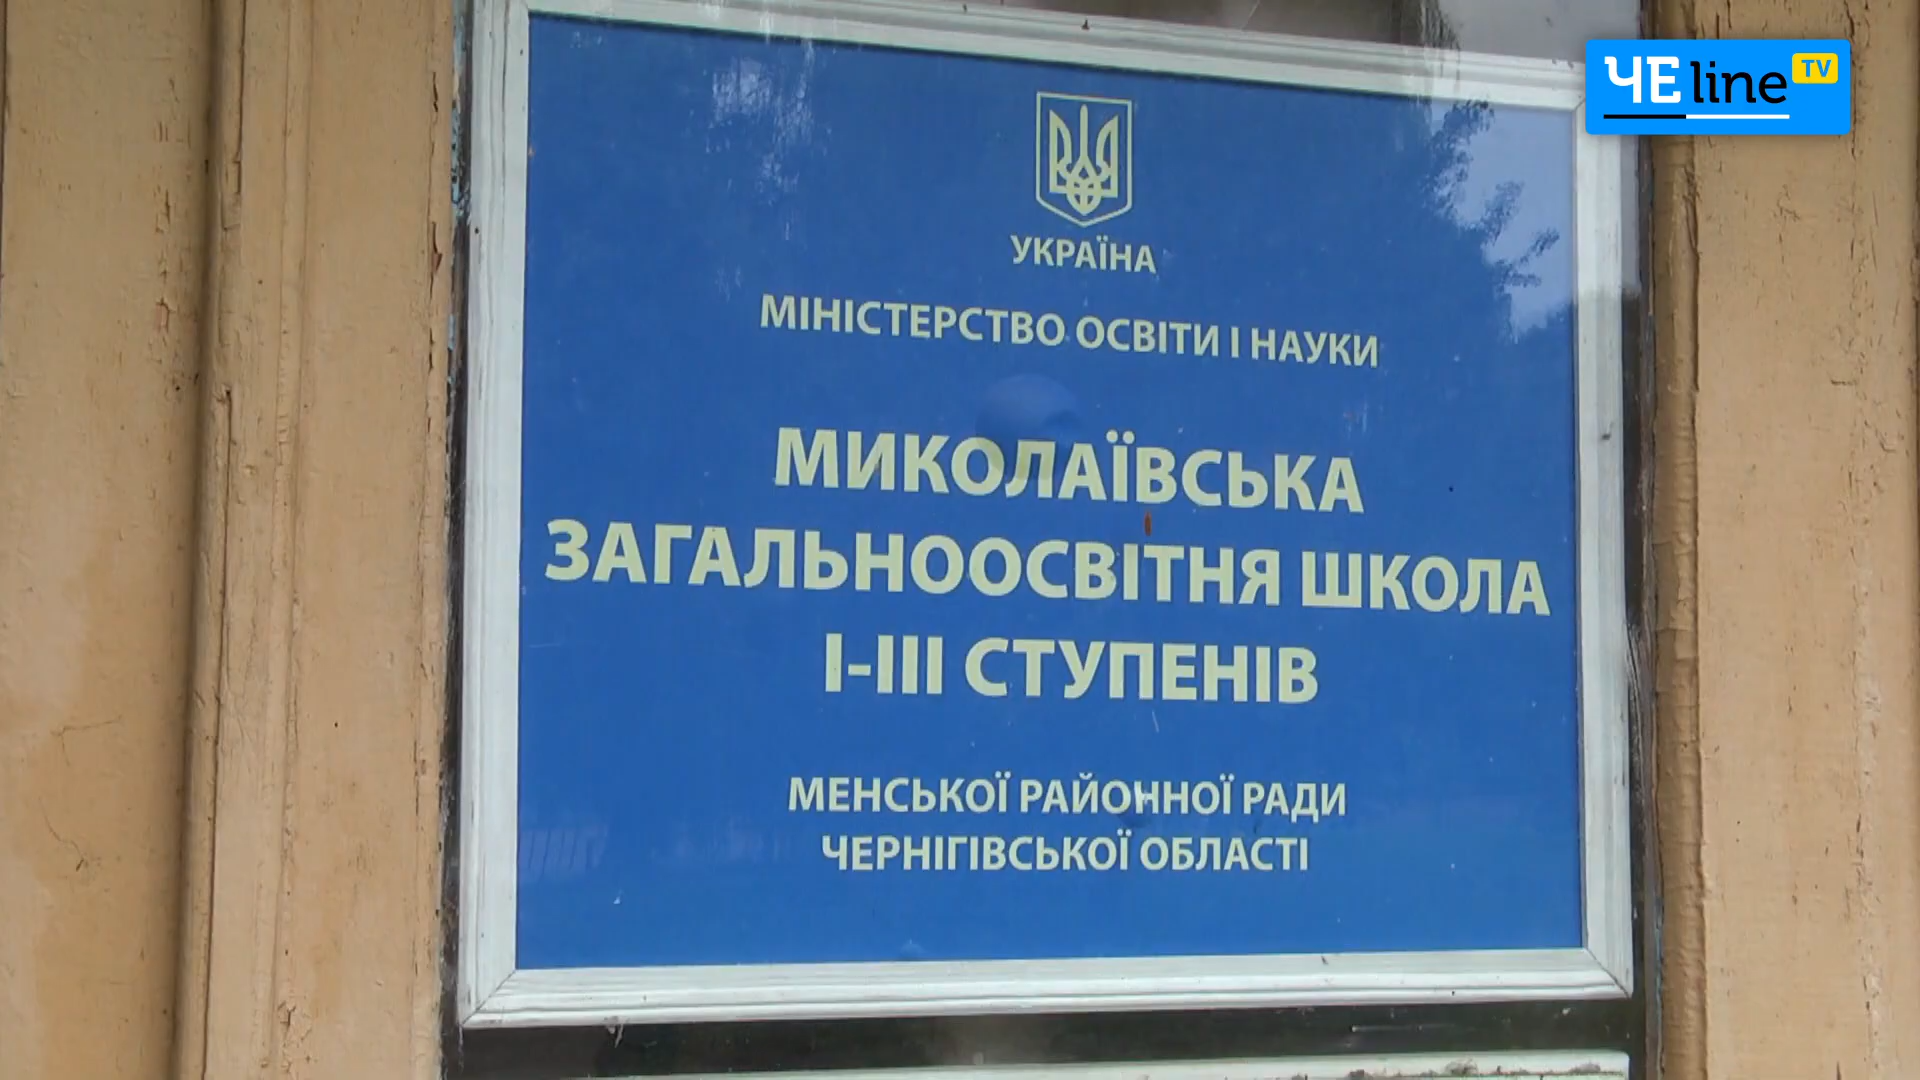 ЧЕline TV
УКРАЇНА
МІНІСТЕРСТВО ОСВІТИ І НАУКИ
МИКОЛАЇВСЬКА
ЗАГАЛЬНООСВІТНЯ ШКОЛА
І-ІІІ СТУПЕНІВ
МЕНСЬКОЇ РАЙОННОЇ РАДИ
ЧЕРНІГІВСЬКОЇ ОБЛАСТІ